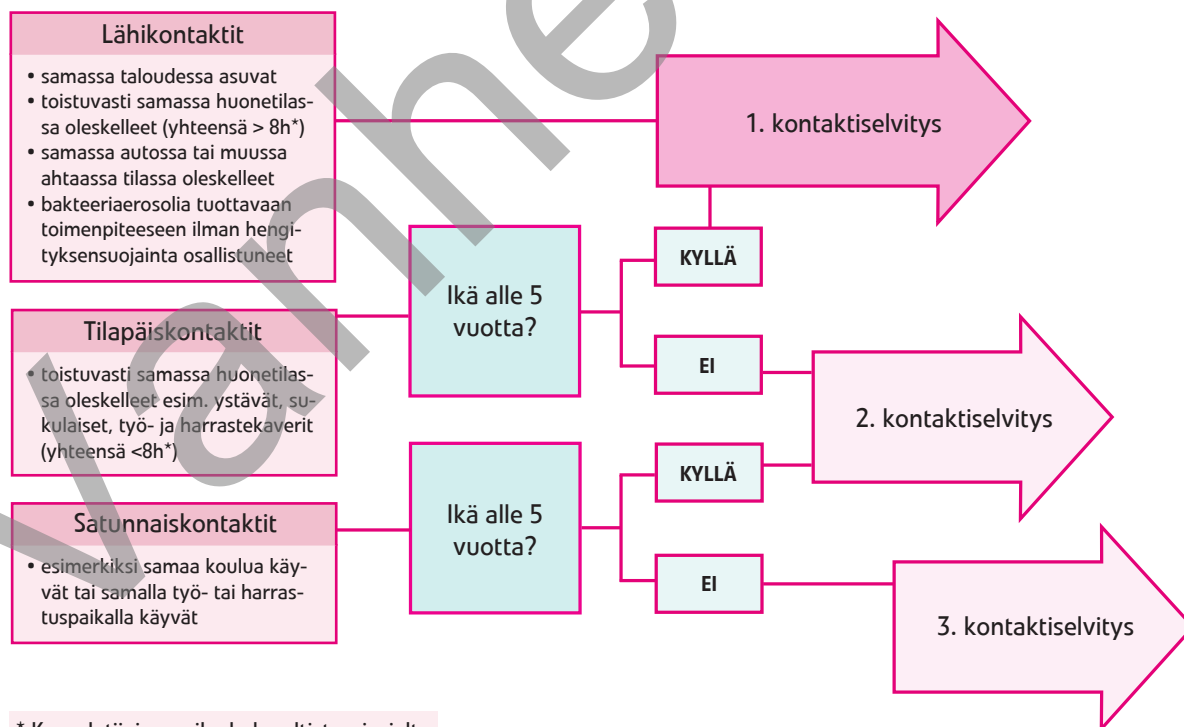 Lähikontaktit
• samassa taloudessa asuvat
• toistuvasti samassa huonetilas-
sa oleskelleet (yhteensä > 8h*)
• samassa autossa tai muussa
ahtaassa tilassa oleskelleet
• bakteeriaerosolia tuottavaan
toimenpiteeseen ilman hengi-
tyksensuojainta osallistuneet
1. kontaktiselvitys
Tilapäiskontaktit
• toistuvasti samassa huonetilas-
sa oleskelleet esim. ystävät, su-
kulaiset, työ- ja harrastekaverit
(yhteensä <8h*)
Ikä alle 5
vuotta?
KYLLÄ
EI
2. kontaktiselvitys
Satunnaiskontaktit
• esimerkiksi samaa koulua käy-
vät tai samalla työ- tai harras-
tuspaikalla käyvät
Ikä alle 5
vuotta?
KYLLÄ
EI
3. kontaktiselvitys
Vanhe